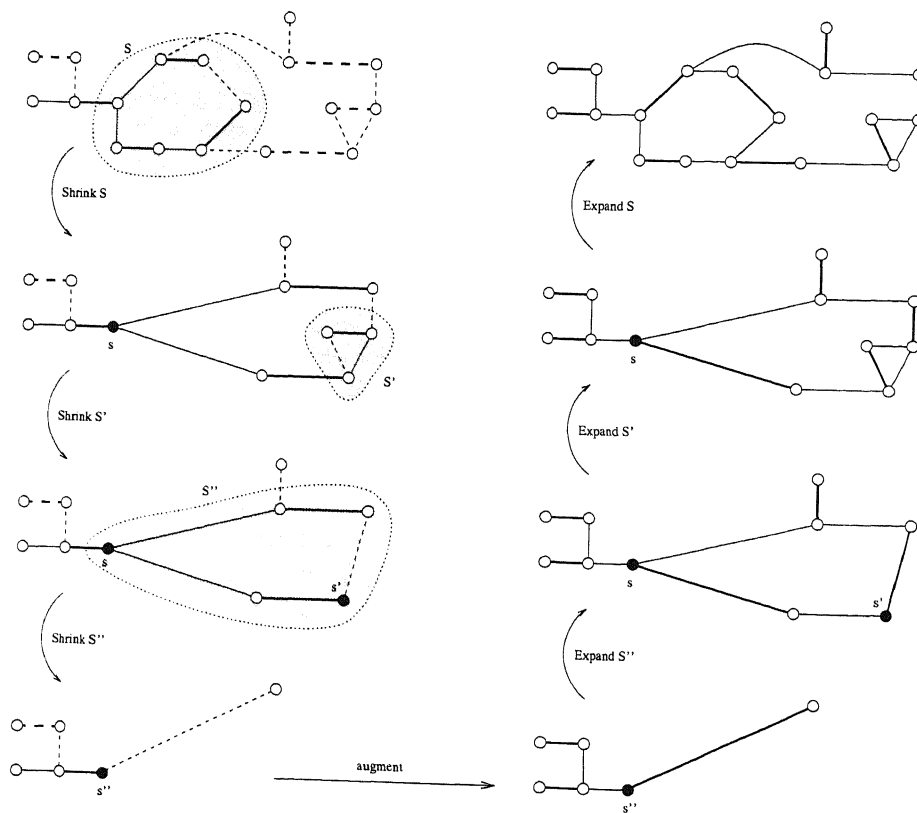 S
Shrink S
Expand S
s
S'
s
Shrink S'
Expand S'
S''
s
s'
s
s'
Shrink S''
Expand S''
s''
augment
s''